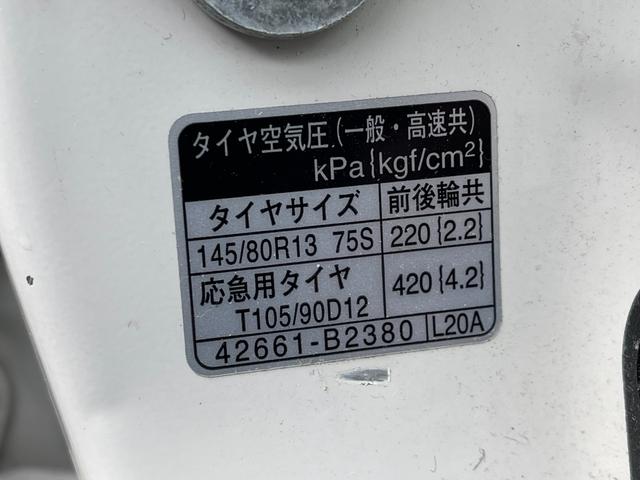 タイヤ空気圧(一般・高速共)
kPa{kgf/cm²}
タイヤサイズ 前後輪共
145/80R13 75S 220{2.2}
応急用タイヤ
T105/90D12 420{4.2}
42661-B2380 L20A